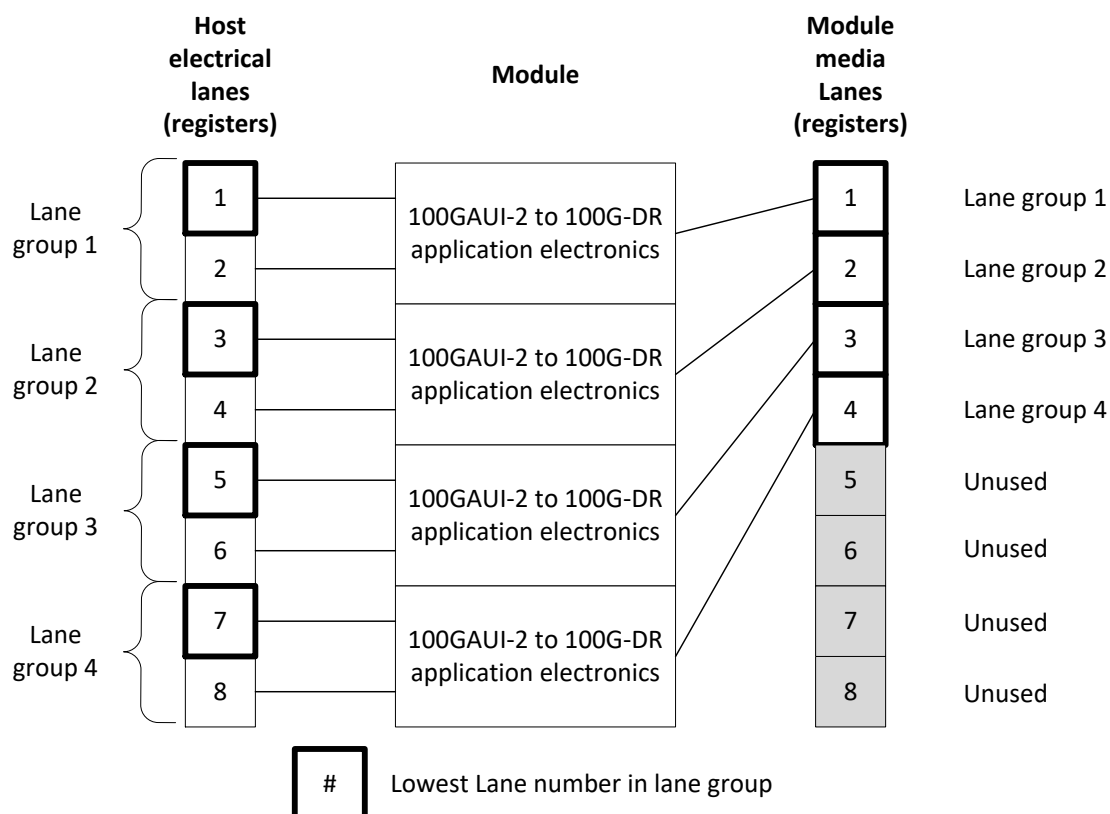 Host
electrical
lanes
(registers)
Module
Module
media
Lanes
(registers)
Lane
group 1
1
2
100GAUI-2 to 100G-DR
application electronics
1
Lane group 1
2
Lane group 2
Lane
group 2
3
4
100GAUI-2 to 100G-DR
application electronics
3
Lane group 3
4
Lane group 4
Lane
group 3
5
6
100GAUI-2 to 100G-DR
application electronics
5
Unused
6
Unused
Lane
group 4
7
8
100GAUI-2 to 100G-DR
application electronics
7
Unused
8
Unused
#
Lowest Lane number in lane group